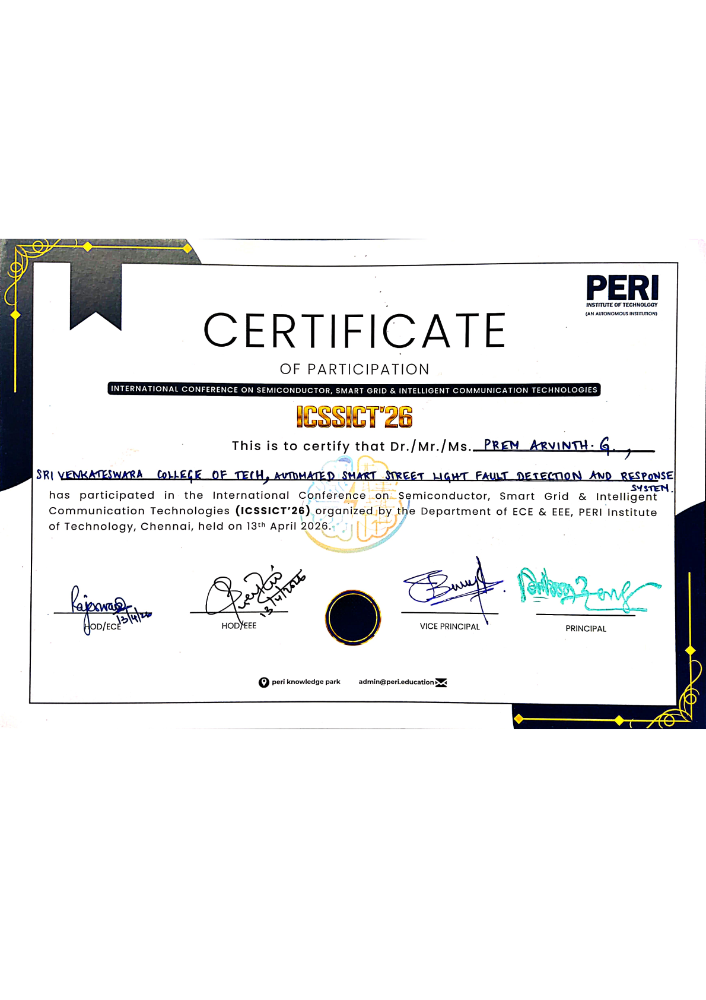 PERI
INSTITUTE OF TECHNOLOGY
(AN AUTONOMOUS INSTITUTION)
CERTIFICATE
OF PARTICIPATION
INTERNATIONAL CONFERENCE ON SEMICONDUCTOR, SMART GRID & INTELLIGENT COMMUNICATION TECHNOLOGIES
ICSSICT'26
This is to certify that Dr./Mr./Ms. PREM ARVINTH. G.,
SRI VENKATESWARA COLLEGE OF TECH, AUTOMATED SMART STREET LIGHT FAULT DETECTION AND RESPONSE
SYSTEM.
has participated in the International Conference on Semiconductor, Smart Grid & Intelligent
Communication Technologies (ICSSICT'26) organized by the Department of ECE & EEE, PERI Institute
of Technology, Chennai, held on 13th April 2026.
13/4/26
13/4/2026
HOD/ECE
HOD/EEE
VICE PRINCIPAL
PRINCIPAL
peri knowledge park admin@peri.education